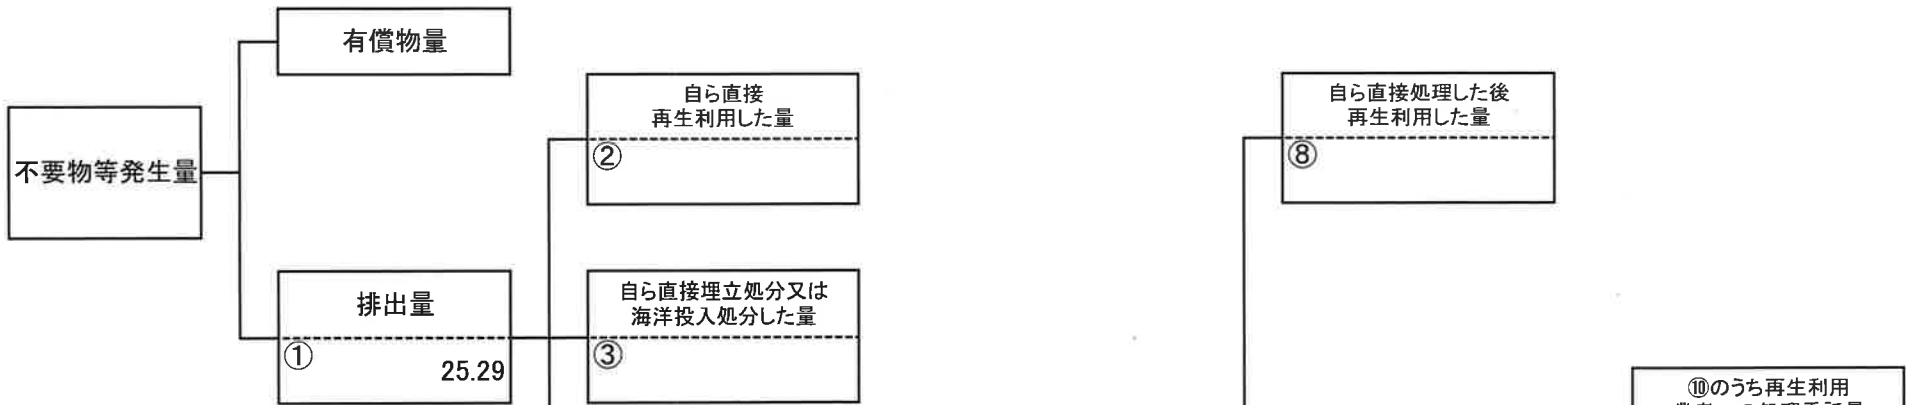 有償物量
不要物等発生量
排出量
①
25.29
自ら直接
再生利用した量
②
自ら直接埋立処分又は
海洋投入処分した量
③
自ら直接処理した後
再生利用した量
⑧
⑩のうち再生利用